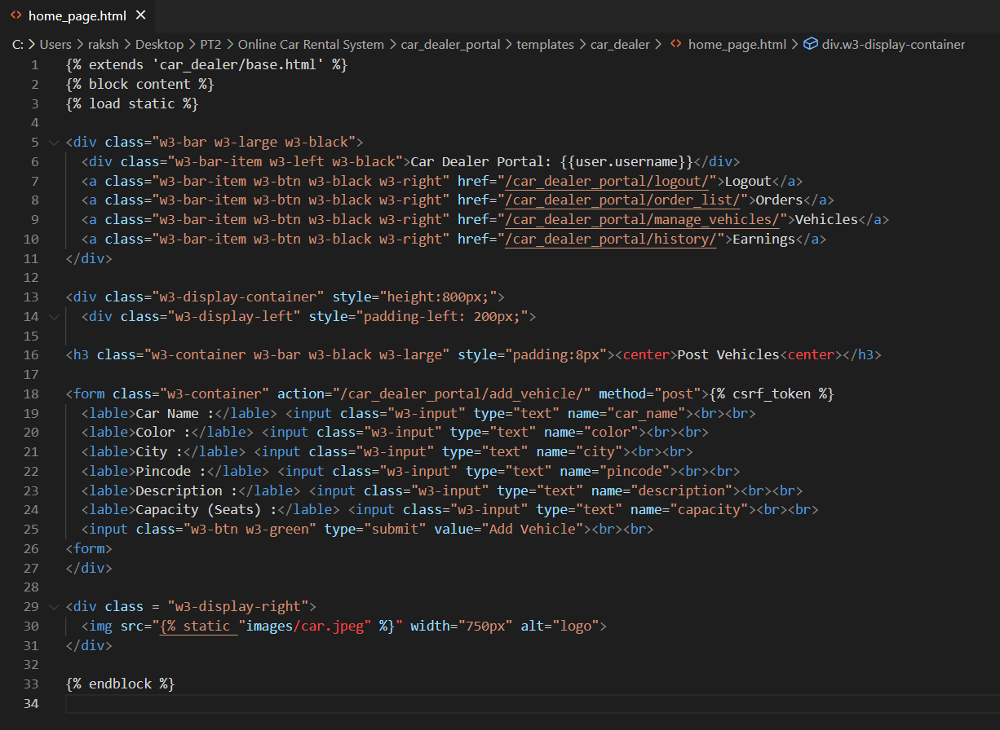 home_page.html
C: > Users > raksh > Desktop > PT2 > Online Car Rental System > car_dealer_portal > templates > car_dealer > home_page.html > div.w3-display-container
1 {% extends 'car_dealer/base.html' %}
2 {% block content %}
3 {% load static %}
4
5 <div class="w3-bar w3-large w3-black">
6 <div class="w3-bar-item w3-left w3-black">Car Dealer Portal: {{user.username}}</div>
7 <a class="w3-bar-item w3-btn w3-black w3-right" href="/car_dealer_portal/logout/">Logout</a>
8 <a class="w3-bar-item w3-btn w3-black w3-right" href="/car_dealer_portal/order_list/">Orders</a>
9 <a class="w3-bar-item w3-btn w3-black w3-right" href="/car_dealer_portal/manage_vehicles/">Vehicles</a>
10 <a class="w3-bar-item w3-btn w3-black w3-right" href="/car_dealer_portal/history/">Earnings</a>
11 </div>
12
13 <div class="w3-display-container" style="height:800px;">
14 <div class="w3-display-left" style="padding-left: 200px;">
15
16 <h3 class="w3-container w3-bar w3-black w3-large" style="padding:8px"><center>Post Vehicles<center></h3>
17
18 <form class="w3-container" action="/car_dealer_portal/add_vehicle/" method="post">{% csrf_token %}
19 <lable>Car Name :</lable> <input class="w3-input" type="text" name="car_name"><br><br>
20 <lable>Color :</lable> <input class="w3-input" type="text" name="color"><br><br>
21 <lable>City :</lable> <input class="w3-input" type="text" name="city"><br><br>
22 <lable>Pincode :</lable> <input class="w3-input" type="text" name="pincode"><br><br>
23 <lable>Description :</lable> <input class="w3-input" type="text" name="description"><br><br>
24 <lable>Capacity (Seats) :</lable> <input class="w3-input" type="text" name="capacity"><br><br>
25 <input class="w3-btn w3-green" type="submit" value="Add Vehicle"><br><br>
26 <form>
27 </div>
28
29 <div class = "w3-display-right">
30 <img src="{% static "images/car.jpeg" %}" width="750px" alt="logo">
31 </div>
32
33 {% endblock %}
34